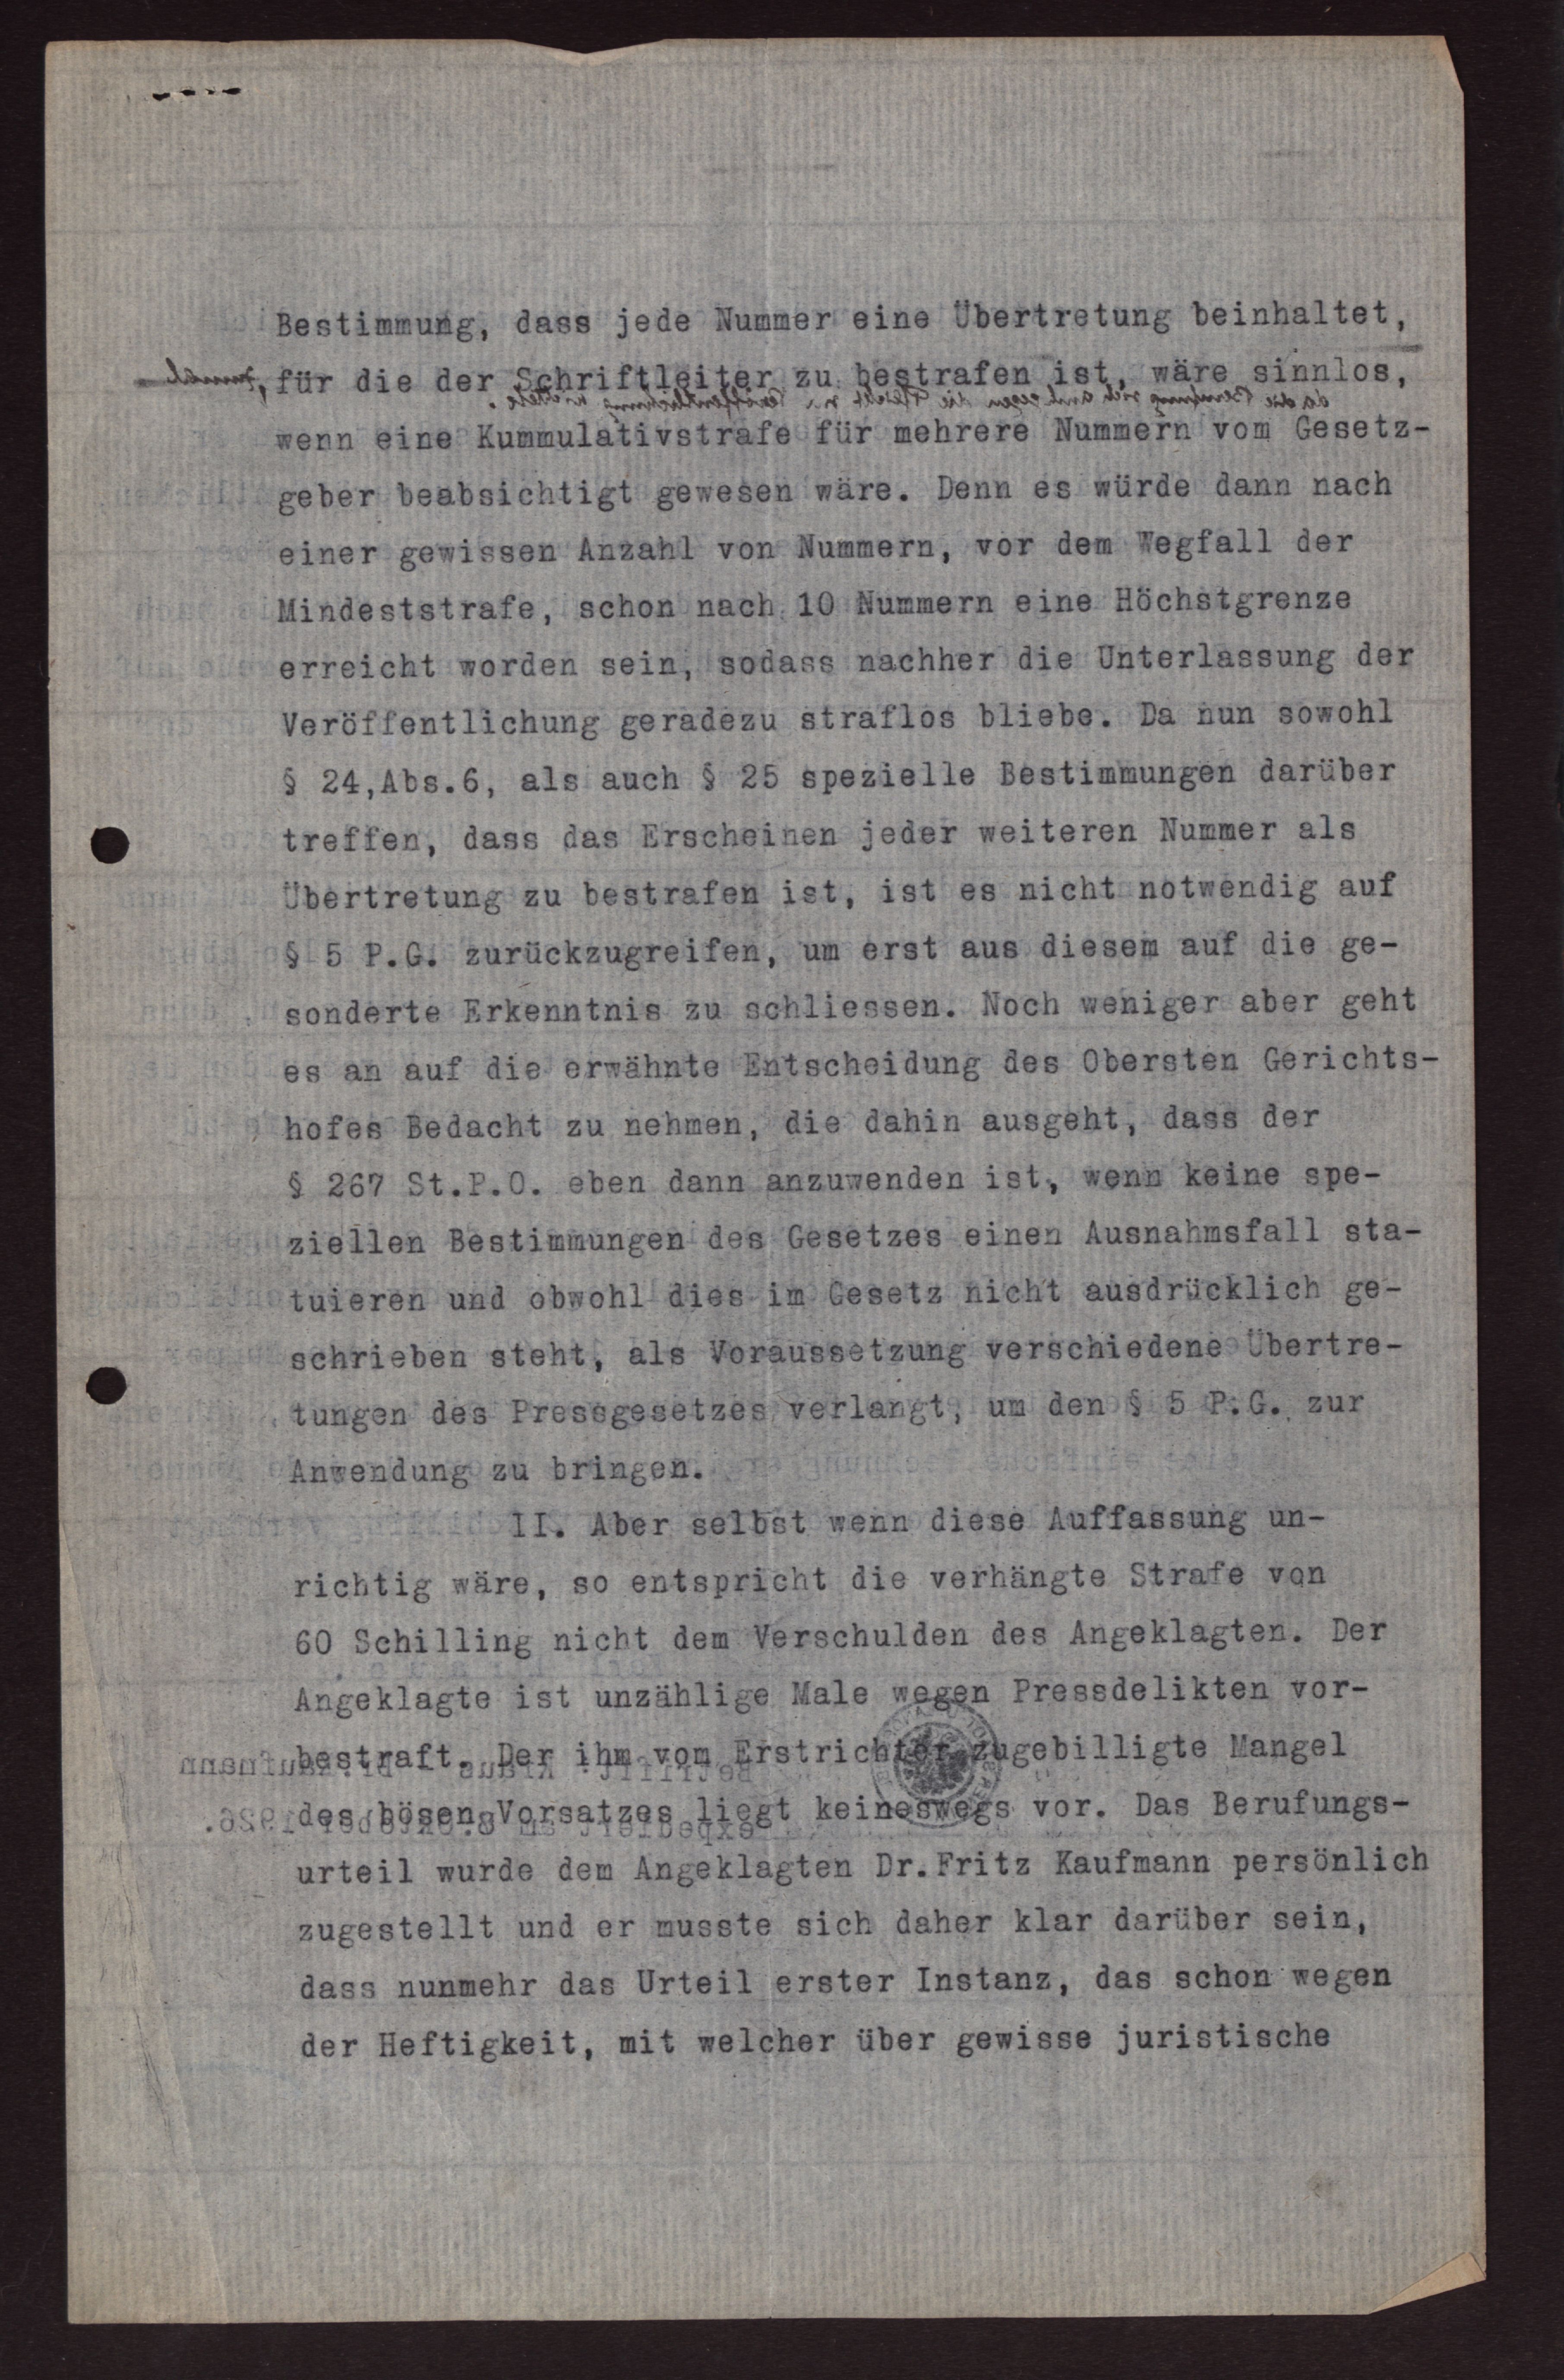 Bestimmung, dass jede Nummer eine Übertretung beinhaltet,
für die der Schriftleiter zu bestrafen ist, wäre sinnlos,
wenn eine Kummulativstrafe für mehrere Nummern vom Gesetz-
geber beabsichtigt gewesen wäre. Denn es würde dann nach
einer gewissen Anzahl von Nummern, vor dem Wegfall der
Mindeststrafe, schon nach 10 Nummern eine Höchstgrenze
erreicht worden sein, sodass nachher die Unterlassung der
Veröffentlichung geradezu straflos bliebe. Da nun sowohl
§ 24,Abs.6, als auch § 25 spezielle Bestimmungen darüber
treffen, dass das Erscheinen jeder weiteren Nummer als
Übertretung zu bestrafen ist, ist es nicht notwendig auf
§ 5 P.G. zurückzugreifen, um erst aus diesem auf die ge-
sonderte Erkenntnis zu schliessen. Noch weniger aber geht
es an auf die erwähnte Entscheidung des Obersten Gerichts-
hofes Bedacht zu nehmen, die dahin ausgeht, dass der
§ 267 St.P.O. eben dann anzuwenden ist, wenn keine spe-
ziellen Bestimmungen des Gesetzes einen Ausnahmsfall sta-
tuieren und obwohl dies im Gesetz nicht ausdrücklich ge-
schrieben steht, als Voraussetzung verschiedene Übertre-
tungen des Pressgesetzes verlangt, um den § 5 P.G. zur
Anwendung zu bringen.
II. Aber selbst wenn diese Auffassung un-
richtig wäre, so entspricht die verhängte Strafe von
60 Schilling nicht dem Verschulden des Angeklagten. Der
Angeklagte ist unzählige Male wegen Pressdelikten vor-
bestraft. Der ihm vom Erstrichter zugebilligte Mangel
des bösen Vorsatzes liegt keineswegs vor. Das Berufungs-
urteil wurde dem Angeklagten Dr.Fritz Kaufmann persönlich
zugestellt und er musste sich daher klar darüber sein,
dass nunmehr das Urteil erster Instanz, das schon wegen
der Heftigkeit, mit welcher über gewisse juristische